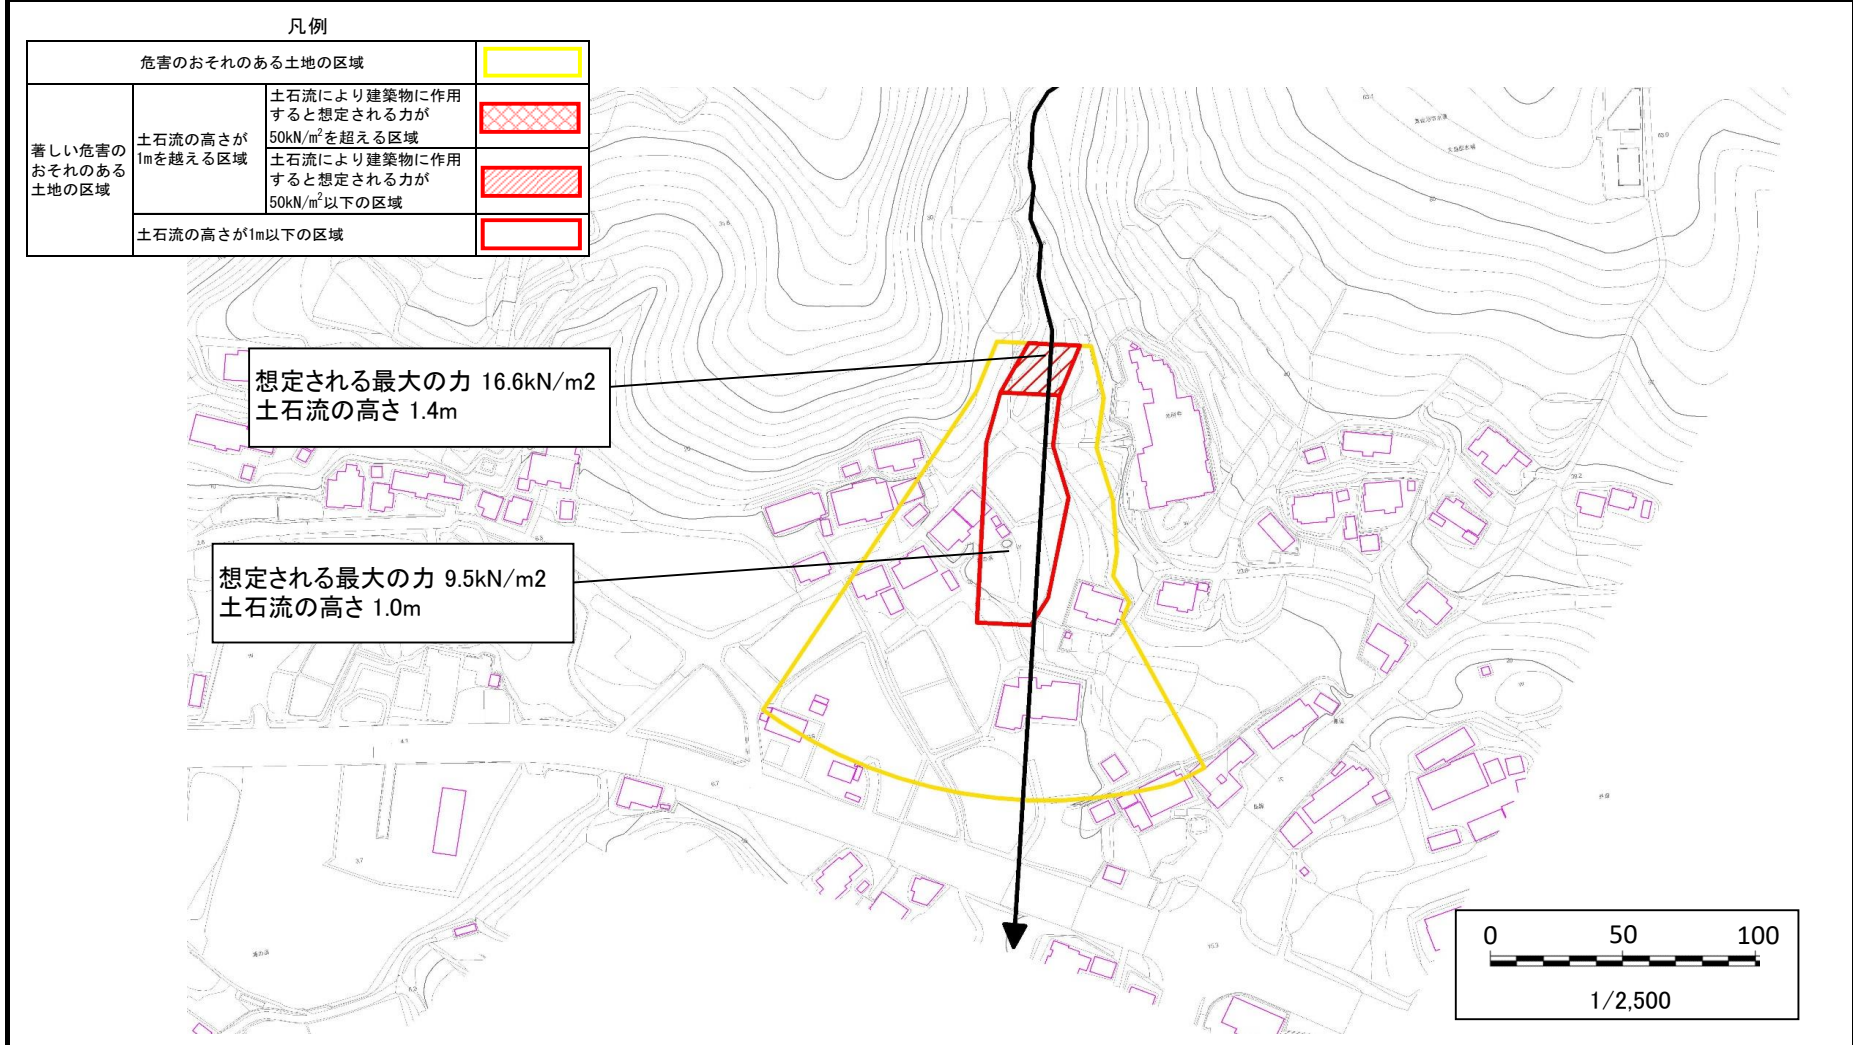 凡例
危害のおそれのある土地の区域
著しい危害の
おそれのある
土地の区域
土石流の高さが
1mを越える区域
土石流により建築物に作用
すると想定される力が
50kN/m²を超える区域
土石流により建築物に作用
すると想定される力が
50kN/m²以下の区域
土石流の高さが1m以下の区域
想定される最大の力 16.6kN/m2
土石流の高さ 1.4m
想定される最大の力 9.5kN/m2
土石流の高さ 1.0m
0 50 100
1/2,500